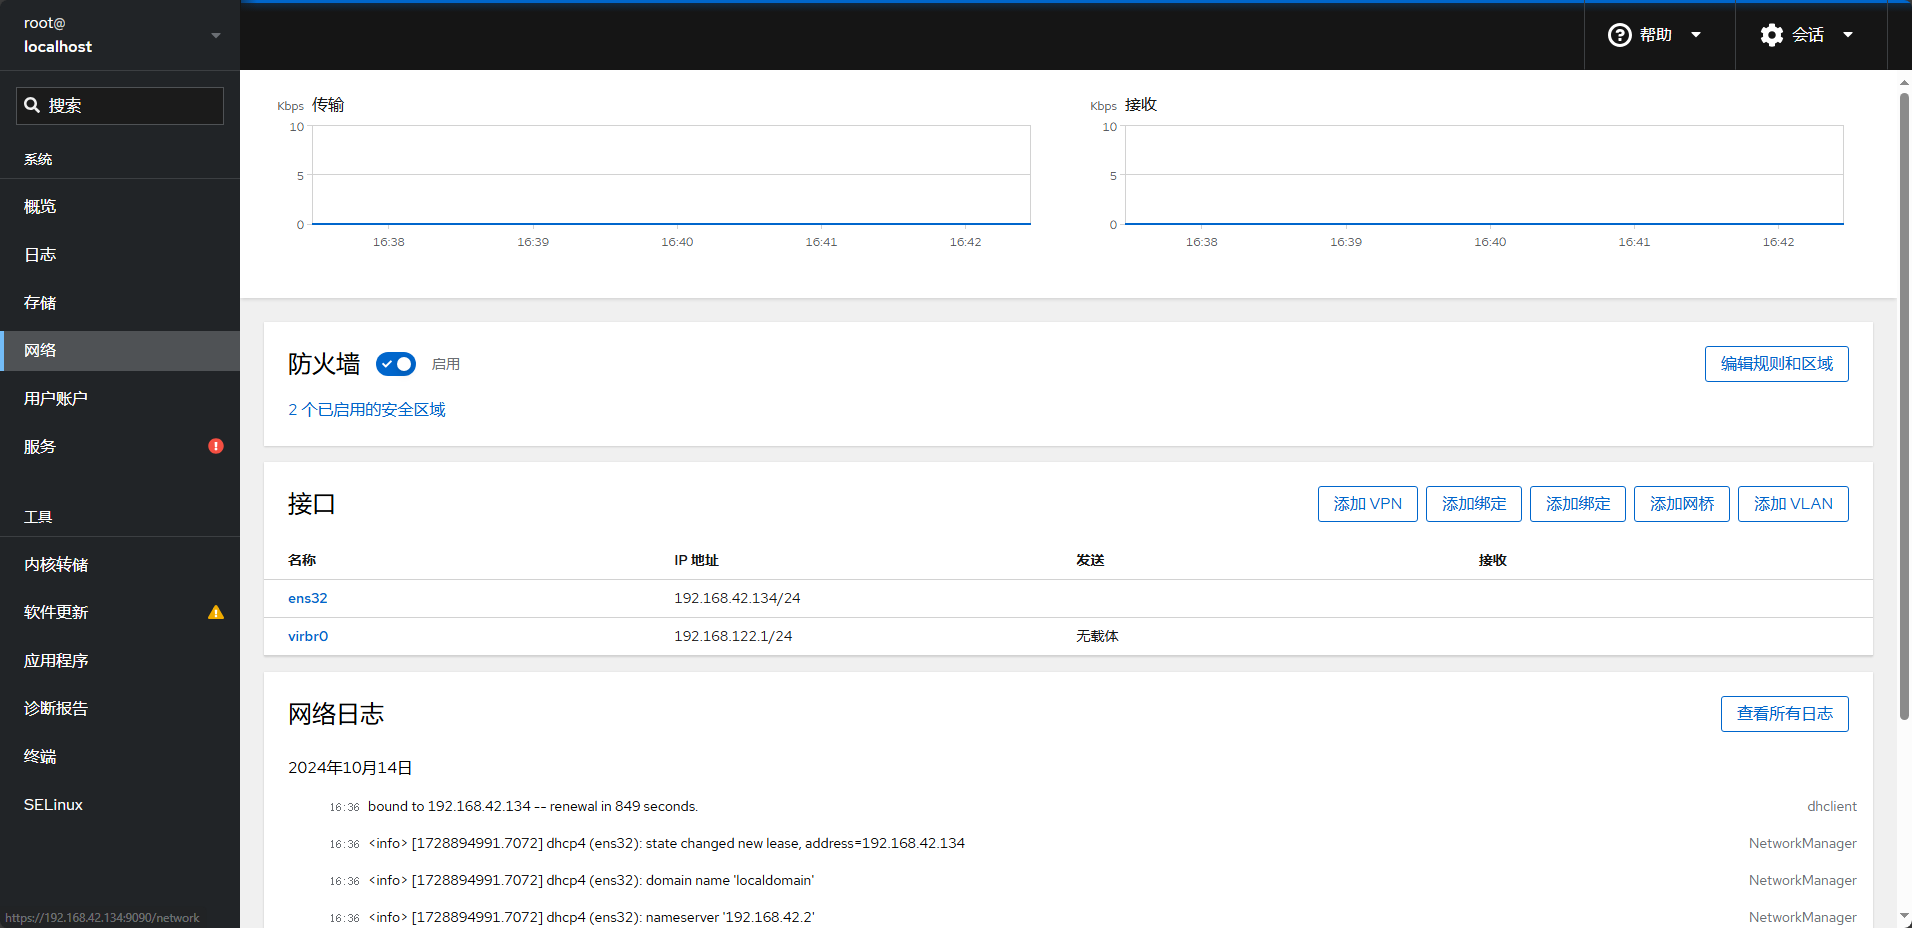 root@
localhost
帮助
会话
搜索
系统
概览
日志
存储
网络
用户账户
服务
工具
内核转储
软件更新
应用程序
诊断报告
终端
SELinux
https://192.168.42.134:9090/network
Kbps 传输
10
5
0
16:38 16:39 16:40 16:41 16:42
Kbps 接收
10
5
0
16:38 16:39 16:40 16:41 16:42
防火墙 启用
编辑规则和区域
2 个已启用的安全区域
接口
添加 VPN 添加绑定 添加绑定 添加网桥 添加 VLAN
名称 IP 地址 发送 接收
ens32 192.168.42.134/24
virbr0 192.168.122.1/24 无载体
网络日志
查看所有日志
2024年10月14日
16:36 bound to 192.168.42.134 -- renewal in 849 seconds. dhclient
16:36 <info> [1728894991.7072] dhcp4 (ens32): state changed new lease, address=192.168.42.134 NetworkManager
16:36 <info> [1728894991.7072] dhcp4 (ens32): domain name 'localdomain' NetworkManager
16:36 <info> [1728894991.7072] dhcp4 (ens32): nameserver '192.168.42.2' NetworkManager